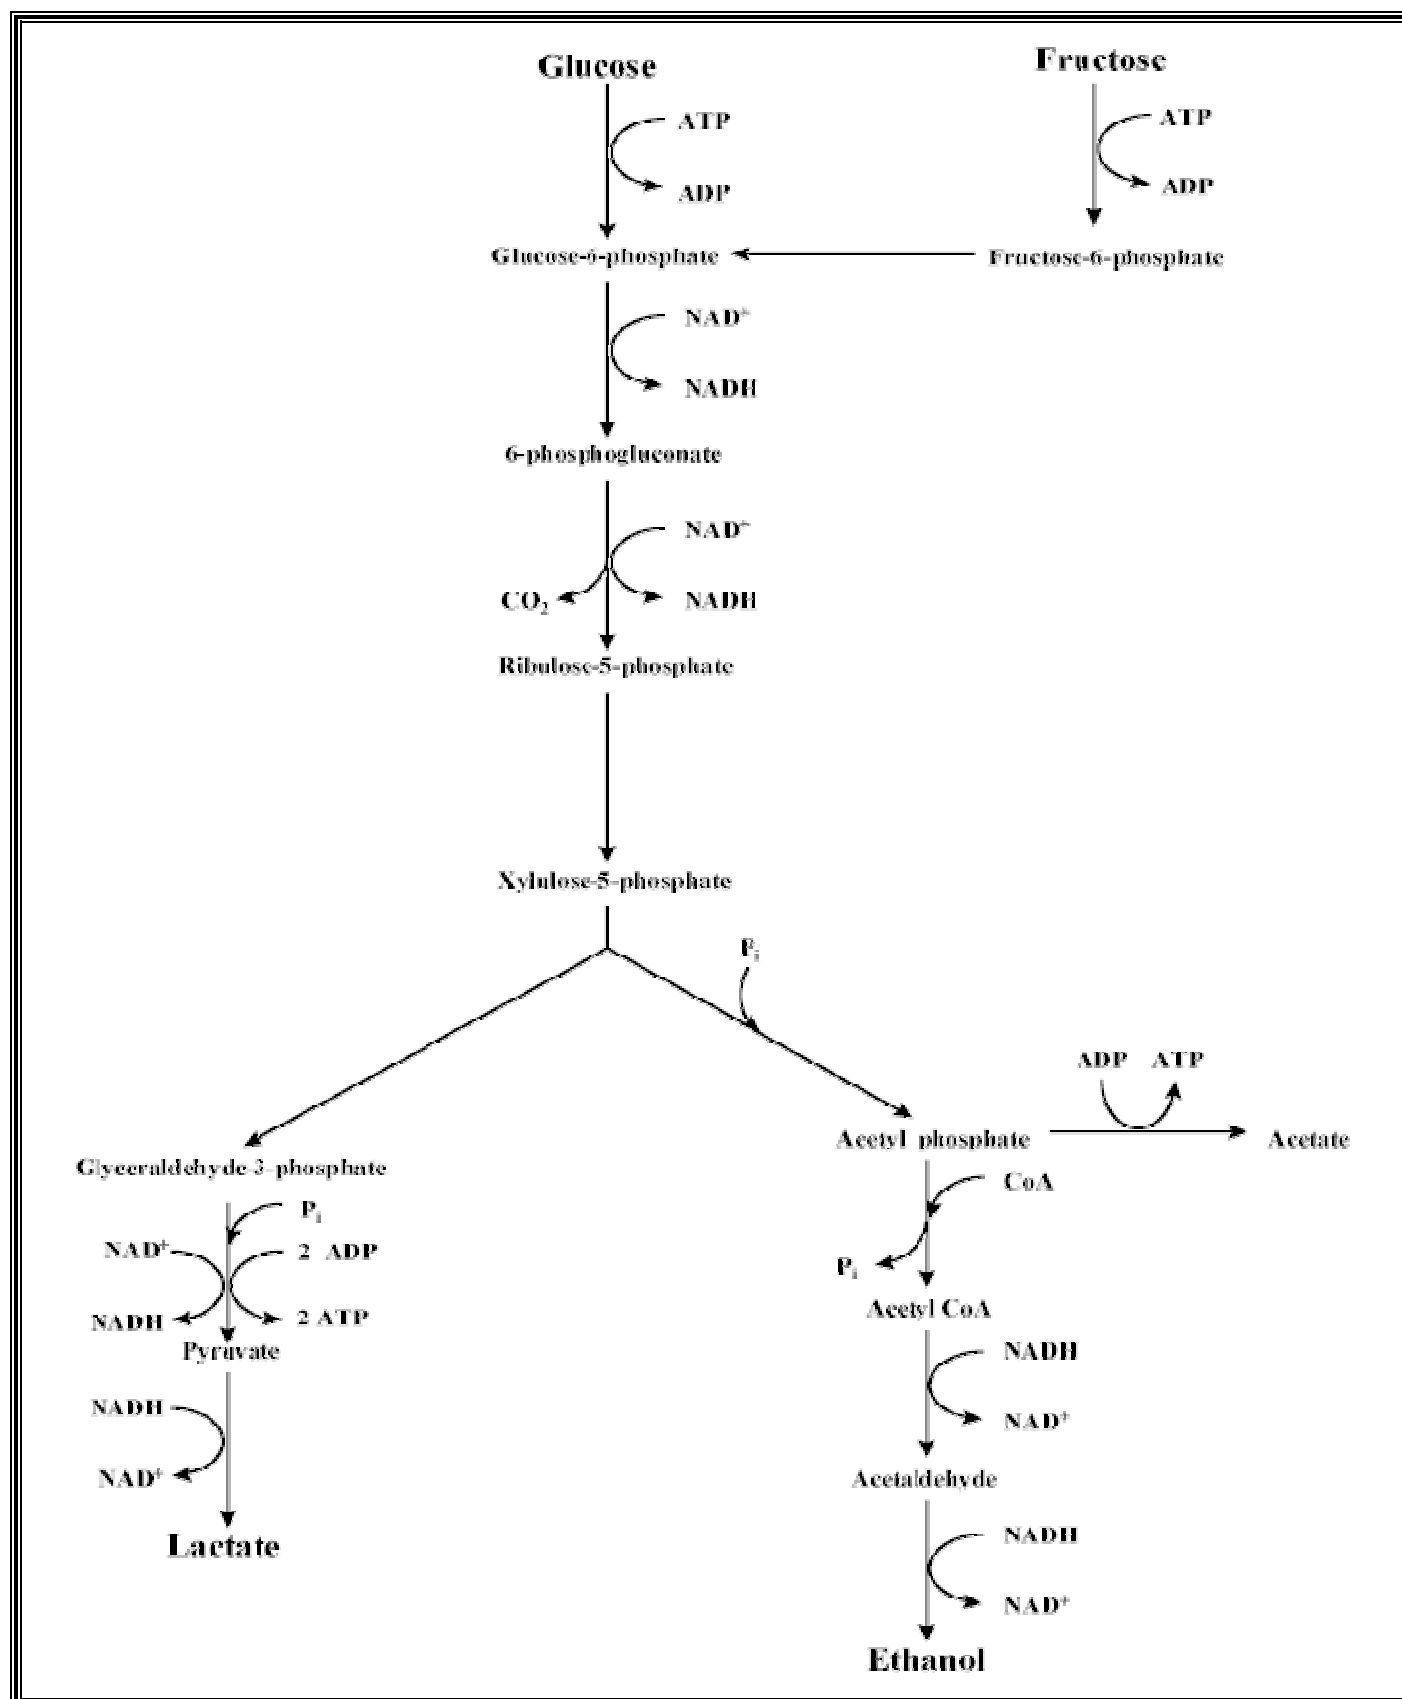 Glucose
Fructose
ATP
ATP
ADP
ADP
Glucose-6-phosphate
Fructose-6-phosphate
NAD⁺
NADH
6-phosphogluconate
NAD⁺
CO₂
NADH
Ribulose-5-phosphate
Xylulose-5-phosphate
Pᵢ
ADP ATP
Acetyl phosphate
Acetate
Glyceraldehyde-3-phosphate
CoA
Pᵢ
NAD⁺
2 ADP
Pᵢ
Acetyl CoA
NADH
2 ATP
Pyruvate
NADH
NADH
NAD⁺
NAD⁺
Acetaldehyde
Lactate
NADH
NAD⁺
Ethanol